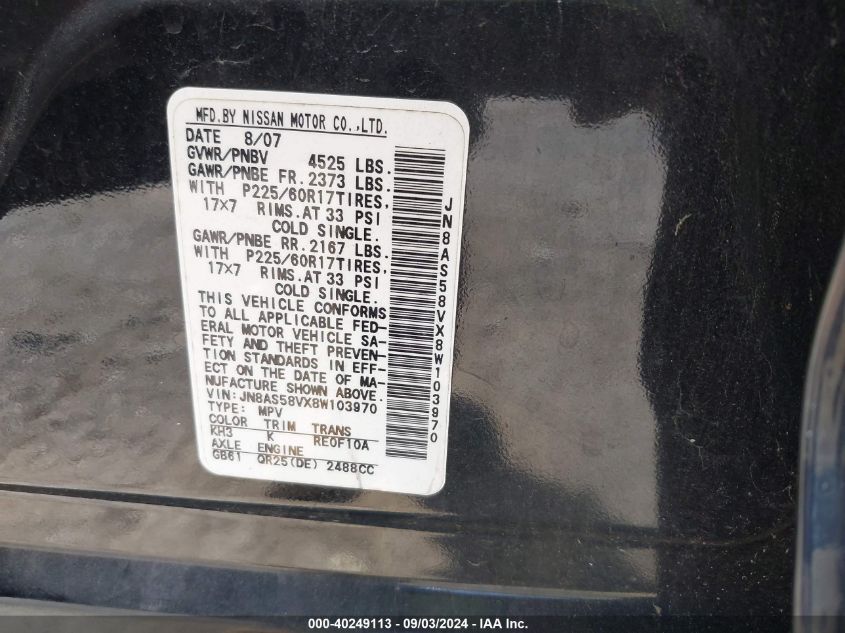 MFD.BY NISSAN MOTOR CO.,LTD.
DATE 8/07
GVWR/PNBV 4525 LBS.
GAWR/PNBE FR.2373 LBS.
WITH P225/60R17TIRES,
17X7 RIMS.AT 33 PSI
COLD SINGLE.
GAWR/PNBE RR.2167 LBS.
WITH P225/60R17TIRES,
17X7 RIMS.AT 33 PSI
COLD SINGLE.
THIS VEHICLE CONFORMS
TO ALL APPLICABLE FED-
ERAL MOTOR VEHICLE SA-
FETY AND THEFT PREVEN-
TION STANDARDS IN EFF-
ECT ON THE DATE OF MA-
NUFACTURE SHOWN ABOVE.
VIN:JN8AS58VX8W103970
TYPE: MPV
COLOR TRIM TRANS
KH3 K RE0F10A
AXLE ENGINE
GB61 QR25(DE) 2488CC
JN8AS58VX8W103970
000-40249113 - 09/03/2024 - IAA Inc.